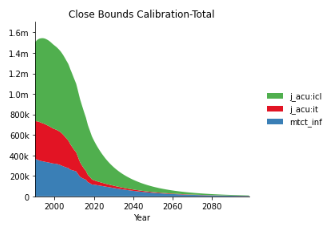 Close Bounds Calibration-Total
1.6m
1.4m
1.2m
1.0m
800k
600k
400k
200k
0
2000 2020 2040 2060 2080
Year
j_acu:icl
j_acu:it
mtct_inf